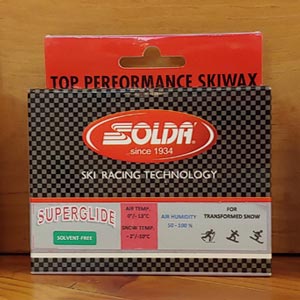 TOP PERFORMANCE SKIWAX
SOLDA'
since 1934
SKI RACING TECHNOLOGY
SUPERGLIDE
SOLVENT FREE
AIR TEMP.
0°/-13°C
SNOW TEMP.
-2°/-10°C
AIR HUMIDITY
50 - 100 %
FOR
TRANSFORMED SNOW